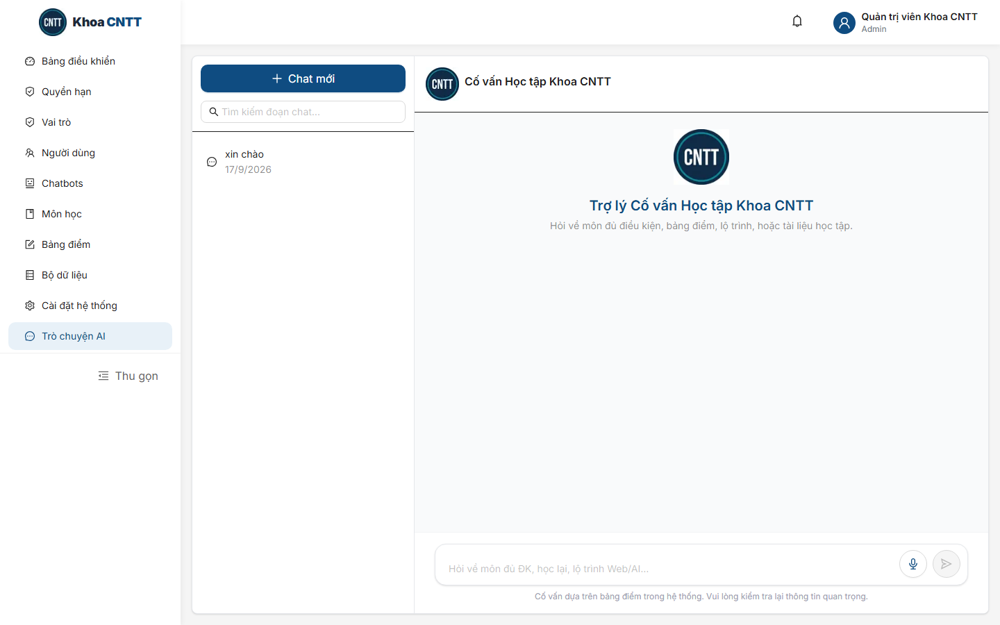 CNTT
Khoa CNTT
Bảng điều khiển
Quyền hạn
Vai trò
Người dùng
Chatbots
Môn học
Bảng điểm
Bộ dữ liệu
Cài đặt hệ thống
Trò chuyện AI
Thu gọn
Quản trị viên Khoa CNTT
Admin
Chat mới
Tìm kiếm đoạn chat...
xin chào
17/9/2026
CNTT
Cố vấn Học tập Khoa CNTT
CNTT
Trợ lý Cố vấn Học tập Khoa CNTT
Hỏi về môn đủ điều kiện, bảng điểm, lộ trình, hoặc tài liệu học tập.
Hỏi về môn đủ ĐK, học lại, lộ trình Web/AI...
Cố vấn dựa trên bảng điểm trong hệ thống. Vui lòng kiểm tra lại thông tin quan trọng.